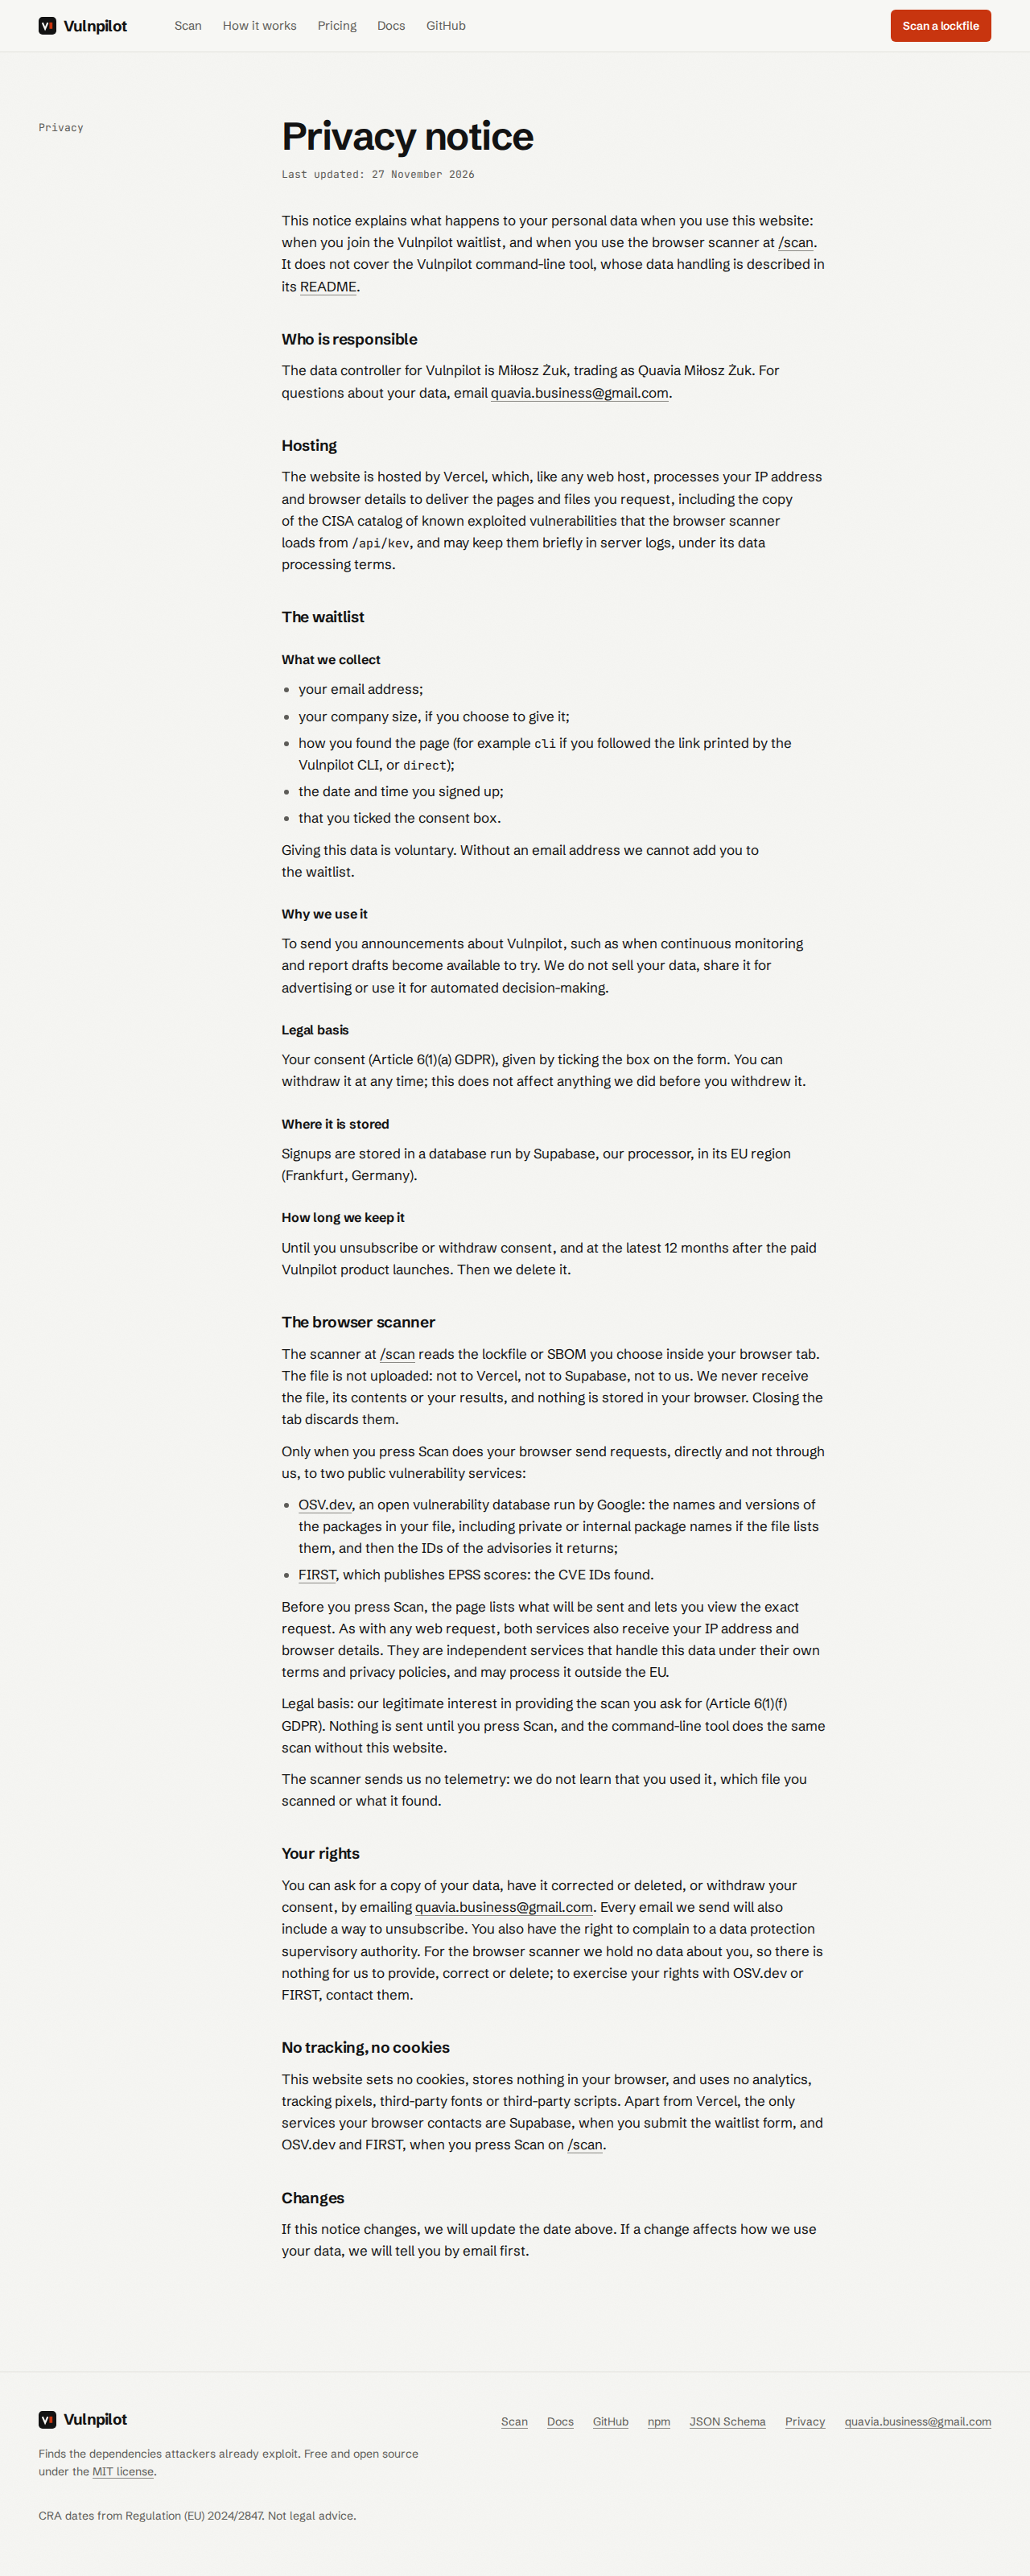 Vulnpilot
Scan
How it works
Pricing
Docs
GitHub
Scan a lockfile
Privacy
Privacy notice
Last updated: 27 November 2026
This notice explains what happens to your personal data when you use this website:
when you join the Vulnpilot waitlist, and when you use the browser scanner at /scan.
It does not cover the Vulnpilot command-line tool, whose data handling is described in
its README.
Who is responsible
The data controller for Vulnpilot is Miłosz Żuk, trading as Quavia Miłosz Żuk. For
questions about your data, email quavia.business@gmail.com.
Hosting
The website is hosted by Vercel, which, like any web host, processes your IP address
and browser details to deliver the pages and files you request, including the copy
of the CISA catalog of known exploited vulnerabilities that the browser scanner
loads from /api/kev, and may keep them briefly in server logs, under its data
processing terms.
The waitlist
What we collect
• your email address;
• your company size, if you choose to give it;
• how you found the page (for example cli if you followed the link printed by the
Vulnpilot CLI, or direct);
• the date and time you signed up;
• that you ticked the consent box.
Giving this data is voluntary. Without an email address we cannot add you to
the waitlist.
Why we use it
To send you announcements about Vulnpilot, such as when continuous monitoring
and report drafts become available to try. We do not sell your data, share it for
advertising or use it for automated decision-making.
Legal basis
Your consent (Article 6(1)(a) GDPR), given by ticking the box on the form. You can
withdraw it at any time; this does not affect anything we did before you withdrew it.
Where it is stored
Signups are stored in a database run by Supabase, our processor, in its EU region
(Frankfurt, Germany).
How long we keep it
Until you unsubscribe or withdraw consent, and at the latest 12 months after the paid
Vulnpilot product launches. Then we delete it.
The browser scanner
The scanner at /scan reads the lockfile or SBOM you choose inside your browser tab.
The file is not uploaded: not to Vercel, not to Supabase, not to us. We never receive
the file, its contents or your results, and nothing is stored in your browser. Closing the
tab discards them.
Only when you press Scan does your browser send requests, directly and not through
us, to two public vulnerability services:
• OSV.dev, an open vulnerability database run by Google: the names and versions of
the packages in your file, including private or internal package names if the file lists
them, and then the IDs of the advisories it returns;
• FIRST, which publishes EPSS scores: the CVE IDs found.
Before you press Scan, the page lists what will be sent and lets you view the exact
request. As with any web request, both services also receive your IP address and
browser details. They are independent services that handle this data under their own
terms and privacy policies, and may process it outside the EU.
Legal basis: our legitimate interest in providing the scan you ask for (Article 6(1)(f)
GDPR). Nothing is sent until you press Scan, and the command-line tool does the same
scan without this website.
The scanner sends us no telemetry: we do not learn that you used it, which file you
scanned or what it found.
Your rights
You can ask for a copy of your data, have it corrected or deleted, or withdraw your
consent, by emailing quavia.business@gmail.com. Every email we send will also
include a way to unsubscribe. You also have the right to complain to a data protection
supervisory authority. For the browser scanner we hold no data about you, so there is
nothing for us to provide, correct or delete; to exercise your rights with OSV.dev or
FIRST, contact them.
No tracking, no cookies
This website sets no cookies, stores nothing in your browser, and uses no analytics,
tracking pixels, third-party fonts or third-party scripts. Apart from Vercel, the only
services your browser contacts are Supabase, when you submit the waitlist form, and
OSV.dev and FIRST, when you press Scan on /scan.
Changes
If this notice changes, we will update the date above. If a change affects how we use
your data, we will tell you by email first.
Vulnpilot
Scan
Docs
GitHub
npm
JSON Schema
Privacy
quavia.business@gmail.com
Finds the dependencies attackers already exploit. Free and open source
under the MIT license.
CRA dates from Regulation (EU) 2024/2847. Not legal advice.